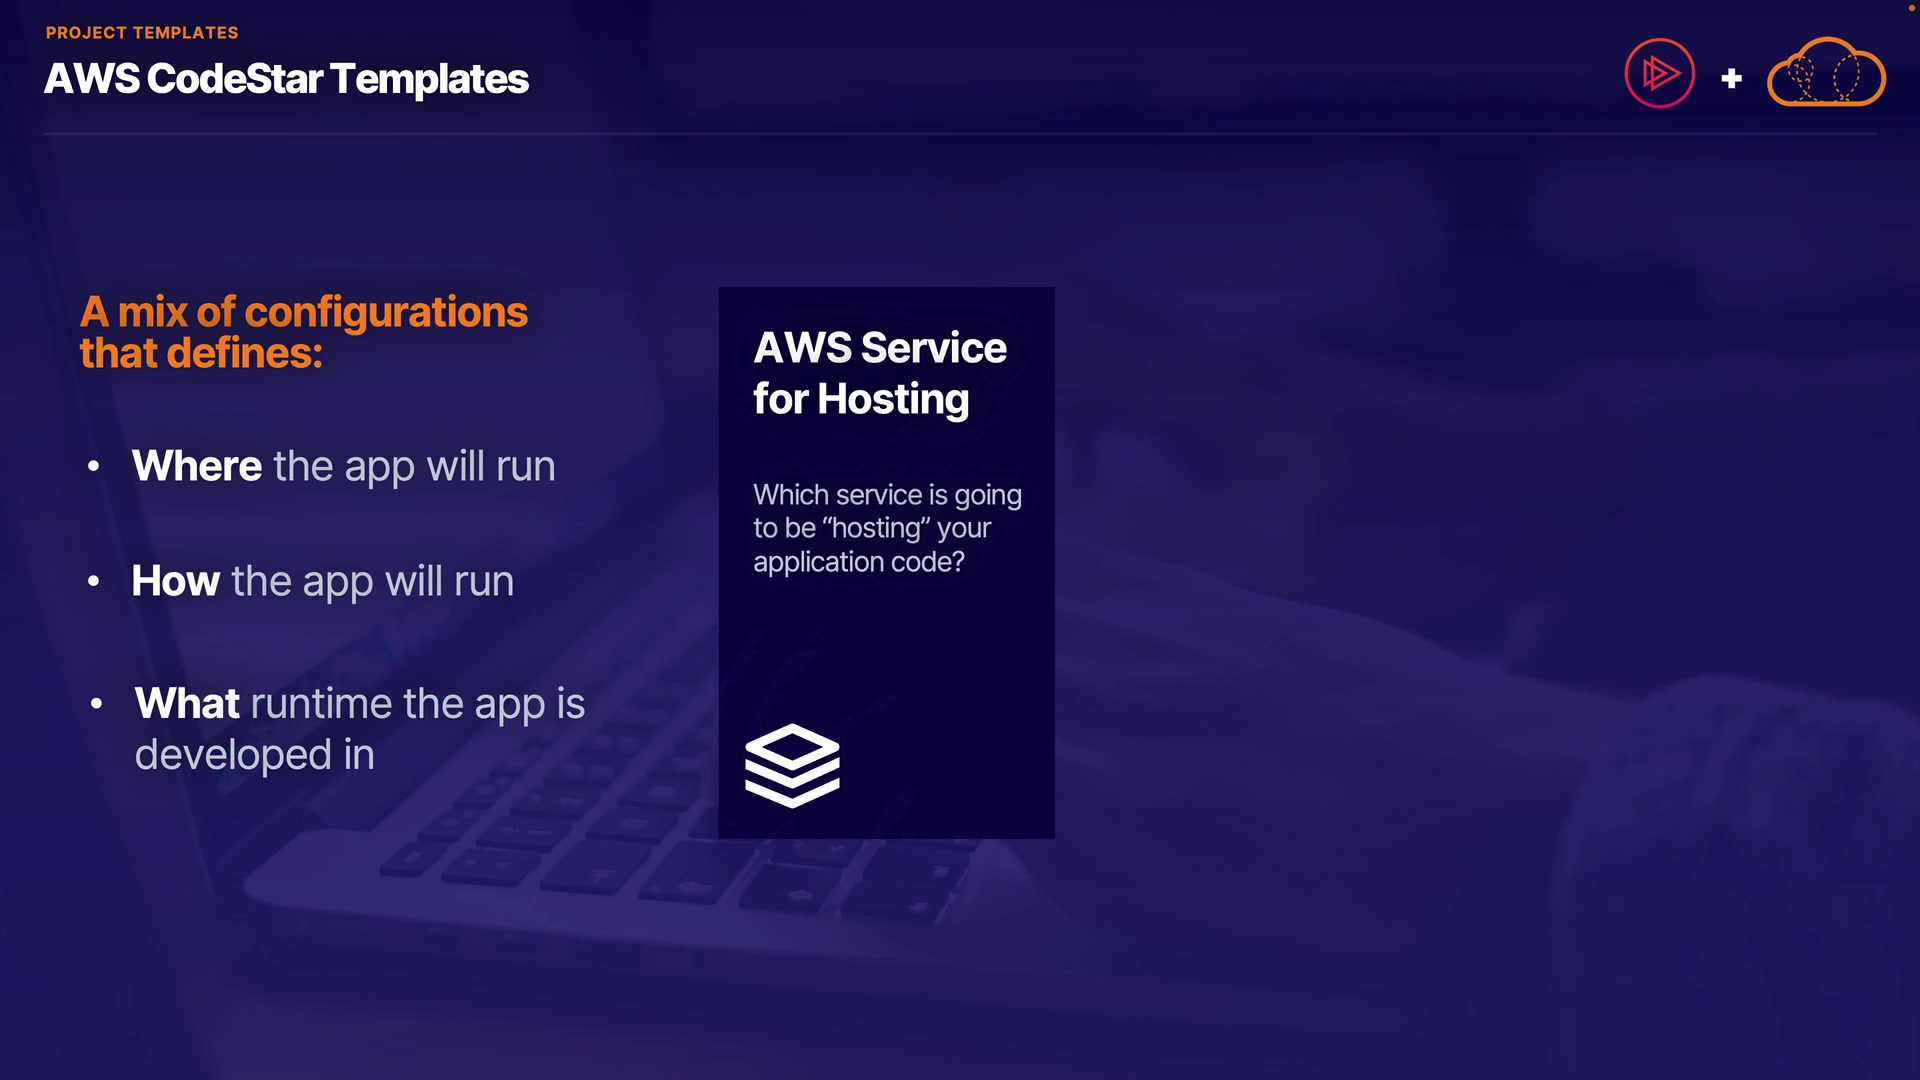 PROJECT TEMPLATES
AWS CodeStar Templates
+
A mix of configurations
that defines:
• Where the app will run
• How the app will run
• What runtime the app is
developed in
AWS Service
for Hosting
Which service is going
to be “hosting” your
application code?